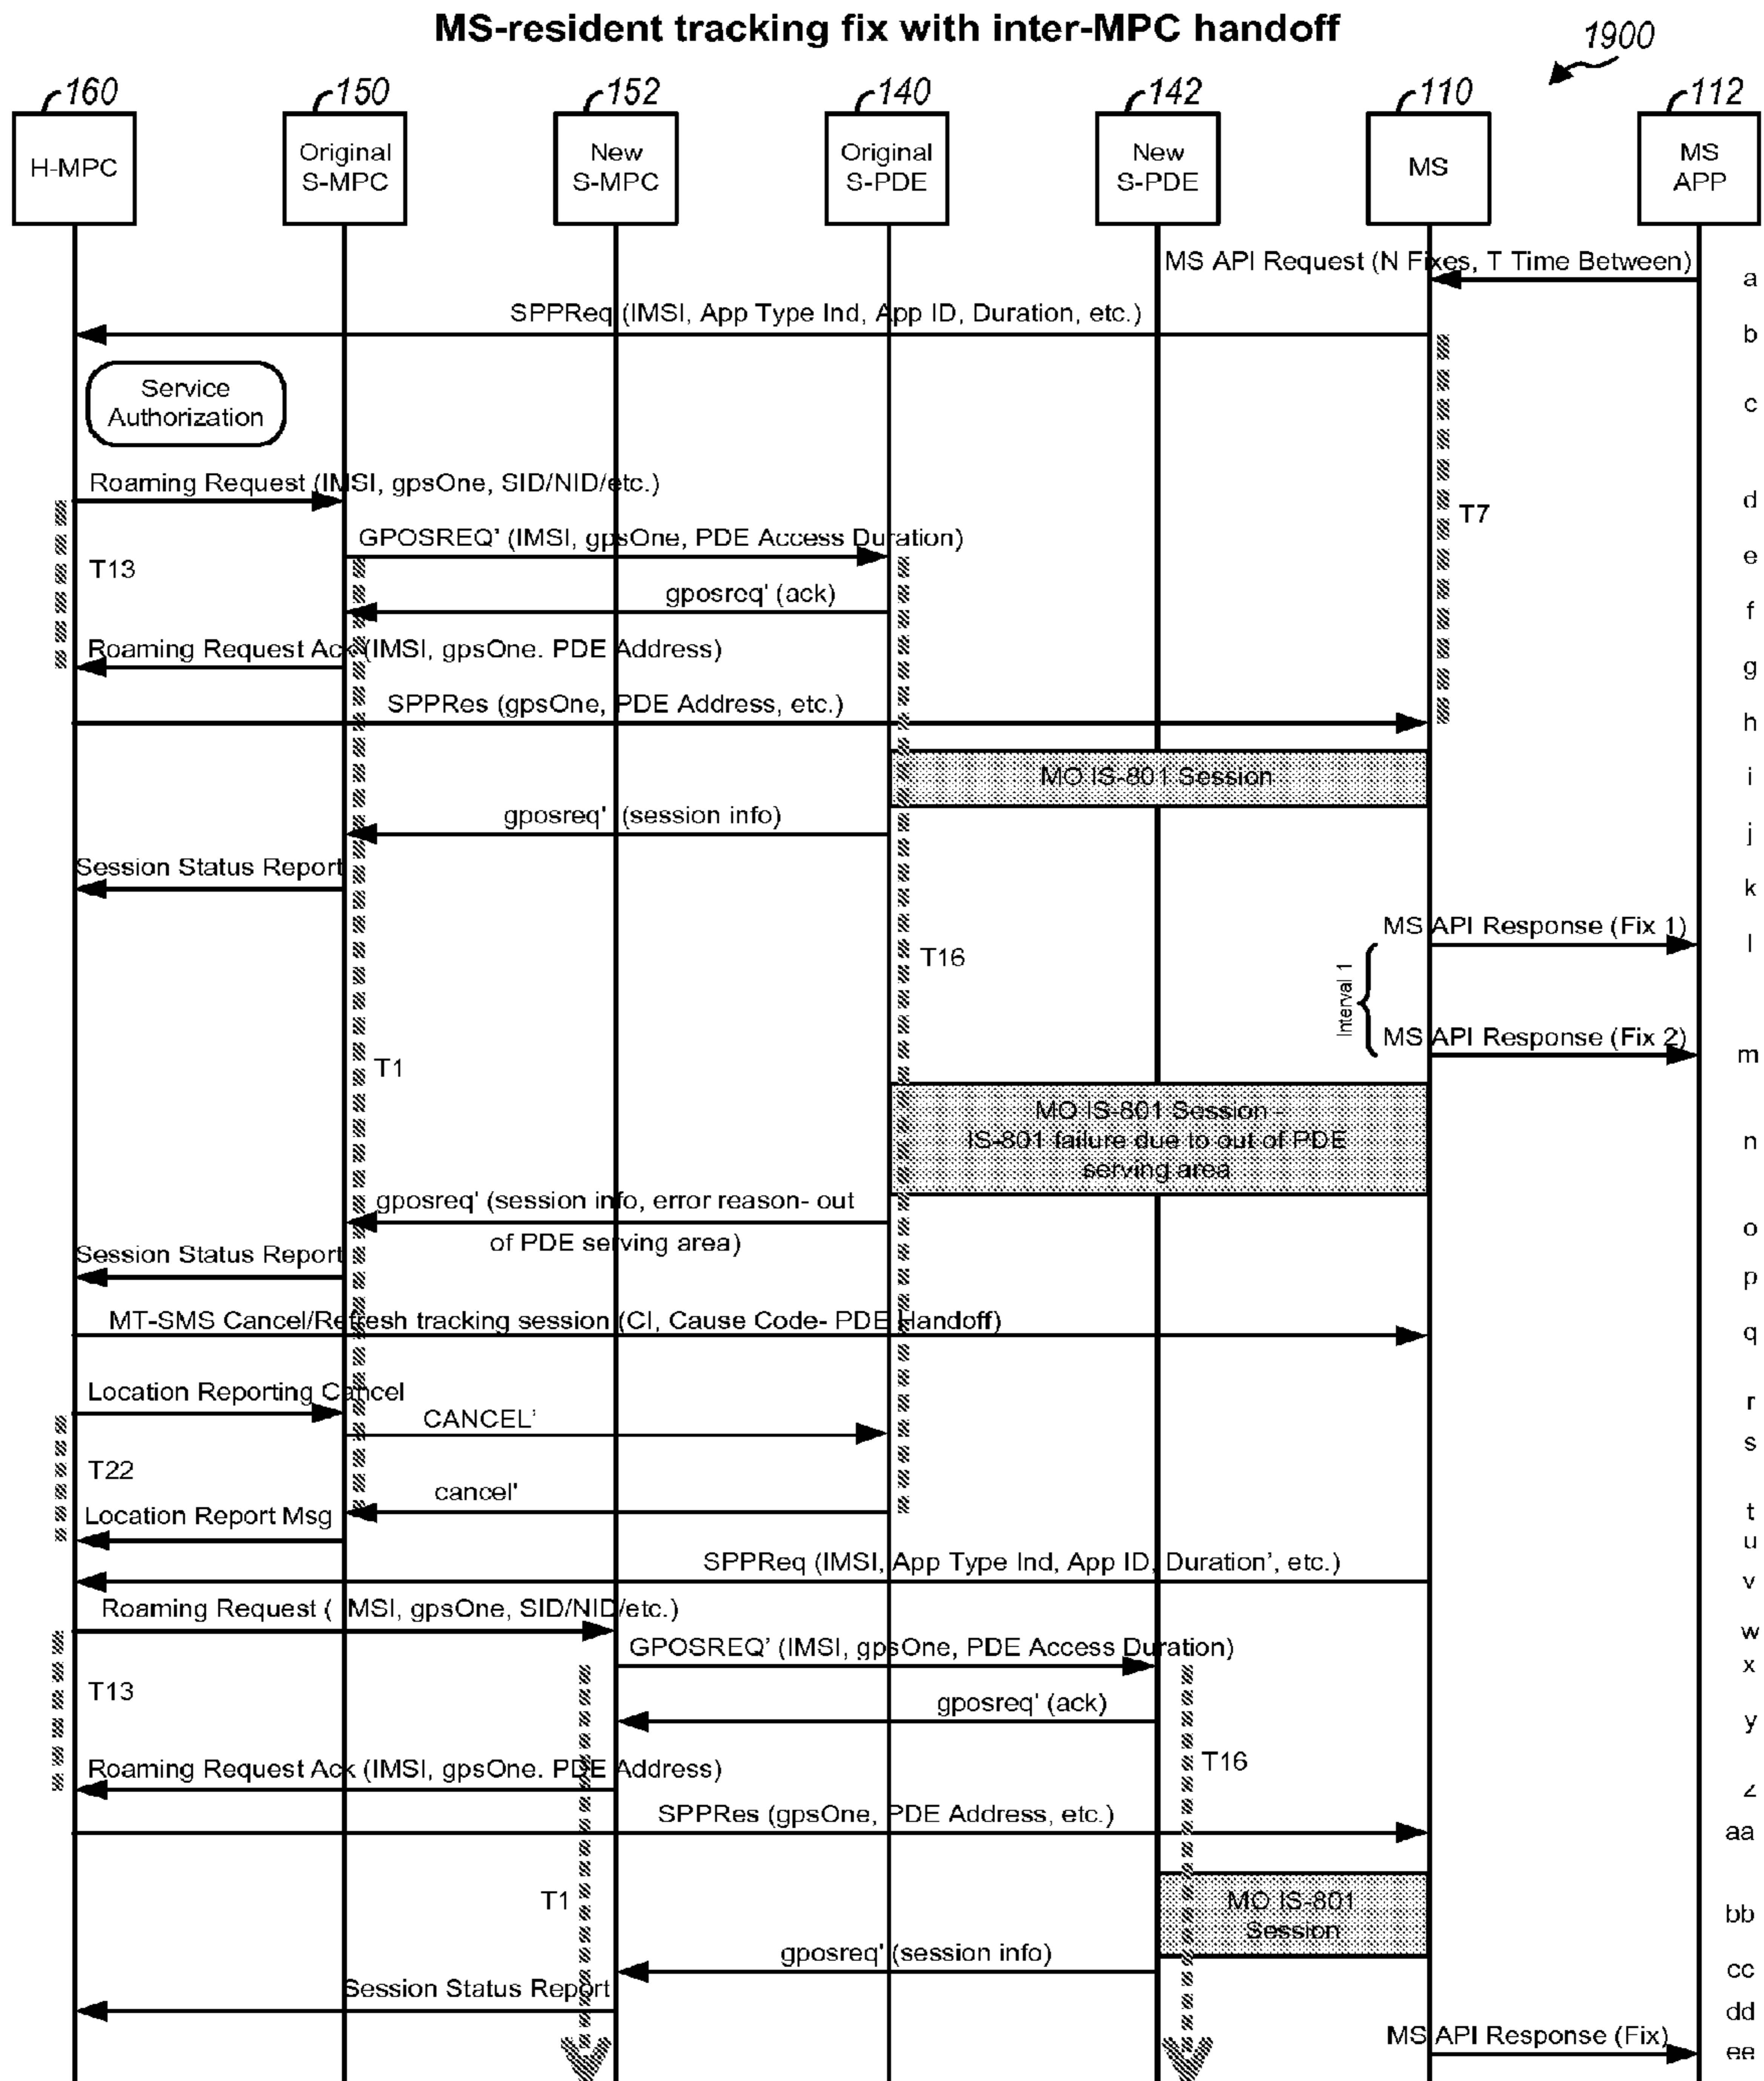 MS-resident tracking fix with inter-MPC handoff
1900
160
150
152
140
142
110
112
H-MPC
Original
S-MPC
New
S-MPC
Original
S-PDE
New
S-PDE
MS
MS
APP
MS API Request (N Fixes, T Time Between)
a
SPPReq (IMSI, App Type Ind, App ID, Duration, etc.)
b
Service
Authorization
c
Roaming Request (IMSI, gpsOne, SID/NID/etc.)
d
T7
GPOSREQ' (IMSI, gpsOne, PDE Access Duration)
e
T13
gposreq' (ack)
f
Roaming Request Ack (IMSI, gpsOne. PDE Address)
g
SPPRes (gpsOne, PDE Address, etc.)
h
MO IS-801 Session
i
gposreq' (session info)
j
Session Status Report
k
MS API Response (Fix 1)
l
T16
Interval 1
MS API Response (Fix 2)
m
T1
MO IS-801 Session -
IS-801 failure due to out of PDE
serving area
n
gposreq' (session info, error reason- out
of PDE serving area)
o
Session Status Report
p
MT-SMS Cancel/Refresh tracking session (CI, Cause Code- PDE Handoff)
q
Location Reporting Cancel
r
CANCEL'
s
T22
cancel'
t
Location Report Msg
u
SPPReq (IMSI, App Type Ind, App ID, Duration', etc.)
v
Roaming Request ( MSI, gpsOne, SID/NID/etc.)
w
GPOSREQ' (IMSI, gpsOne, PDE Access Duration)
x
T13
gposreq' (ack)
y
T16
Roaming Request Ack (IMSI, gpsOne. PDE Address)
z
SPPRes (gpsOne, PDE Address, etc.)
aa
T1
MO IS-801
Session
bb
gposreq' (session info)
cc
Session Status Report
dd
MS API Response (Fix)
ee